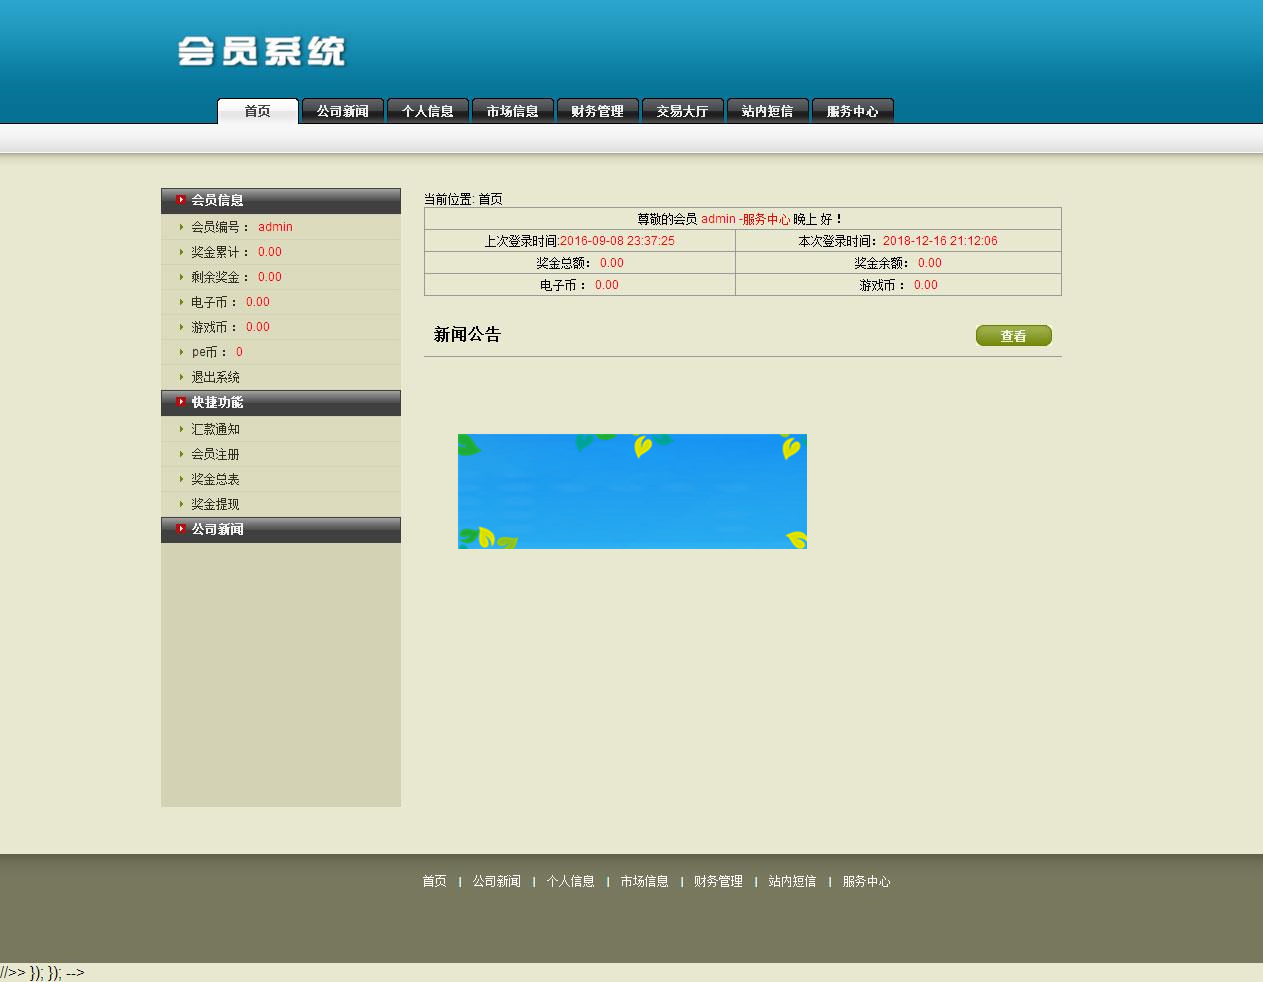 会员系统
首页 公司新闻 个人信息 市场信息 财务管理 交易大厅 站内短信 服务中心
会员信息
会员编号： admin
奖金累计： 0.00
剩余奖金： 0.00
电子币： 0.00
游戏币： 0.00
pe币： 0
退出系统
快捷功能
汇款通知
会员注册
奖金总表
奖金提现
公司新闻
当前位置: 首页
尊敬的会员 admin -服务中心 晚上 好！
上次登录时间:2016-09-08 23:37:25 本次登录时间：2018-12-16 21:12:06
奖金总额： 0.00 奖金余额： 0.00
电子币： 0.00 游戏币： 0.00
新闻公告 查看
首页 | 公司新闻 | 个人信息 | 市场信息 | 财务管理 | 站内短信 | 服务中心
//>> }); }); -->